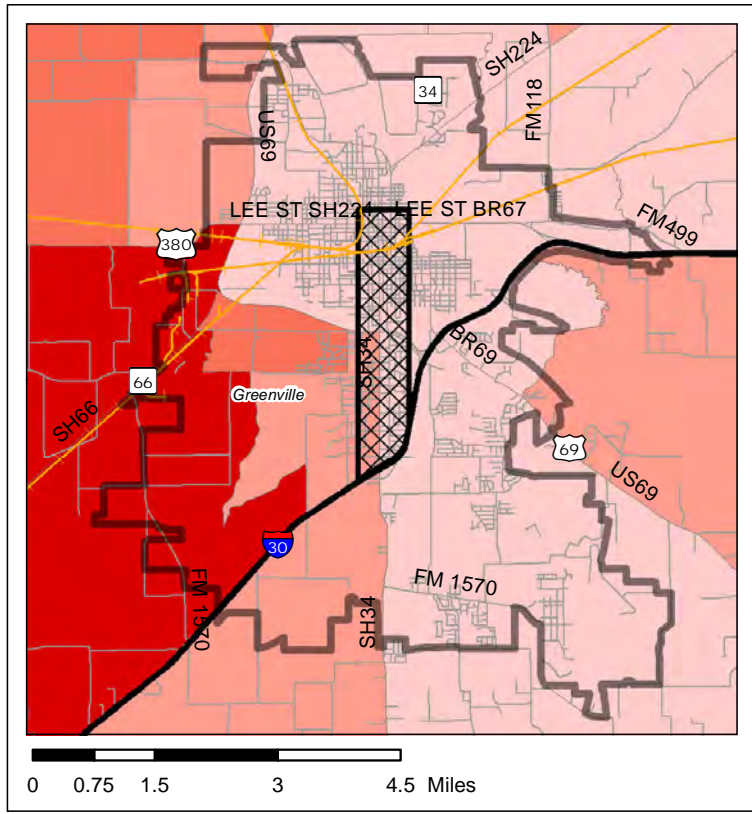 SH224
34
FM118
US69
LEE ST SH224
LEE ST BR67
FM499
380
BR69
SH34
66
Greenville
SH66
69
US69
30
FM 1570
FM 1570
SH34
0 0.75 1.5 3 4.5 Miles